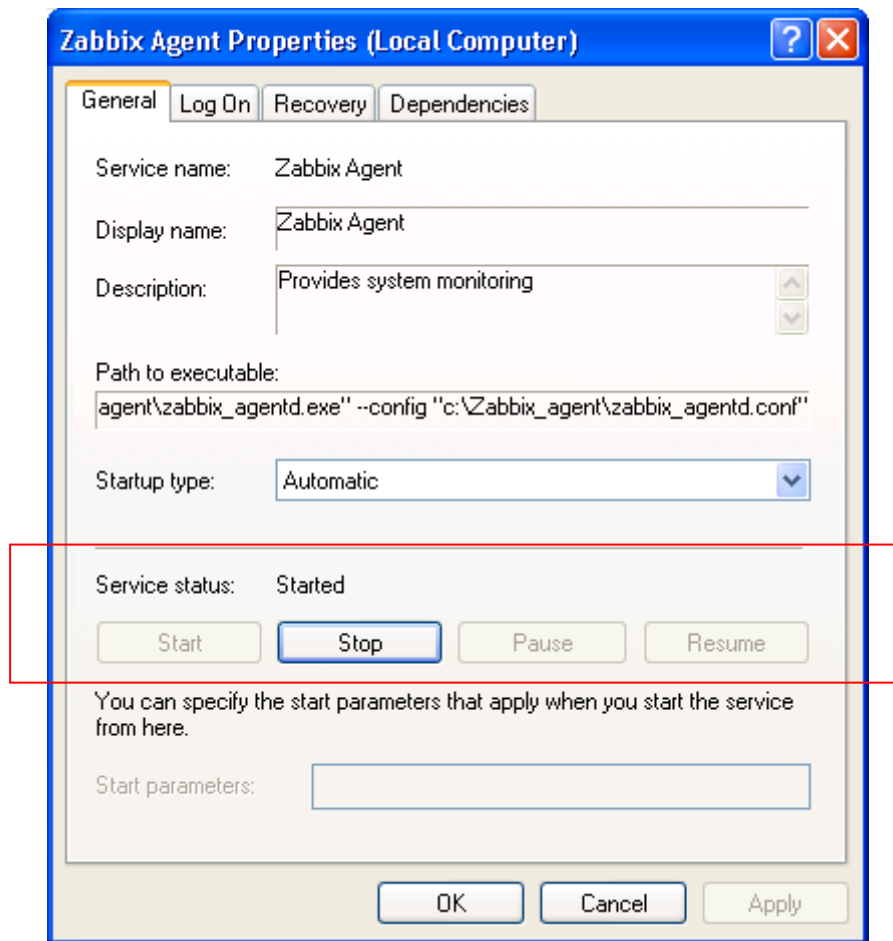 Zabbix Agent Properties (Local Computer)
General Log On Recovery Dependencies
Service name: Zabbix Agent
Display name: Zabbix Agent
Description: Provides system monitoring
Path to executable:
agent\zabbix_agentd.exe" --config "c:\Zabbix_agent\zabbix_agentd.conf"
Startup type: Automatic
Service status: Started
Start Stop Pause Resume
You can specify the start parameters that apply when you start the service
from here.
Start parameters:
OK Cancel Apply